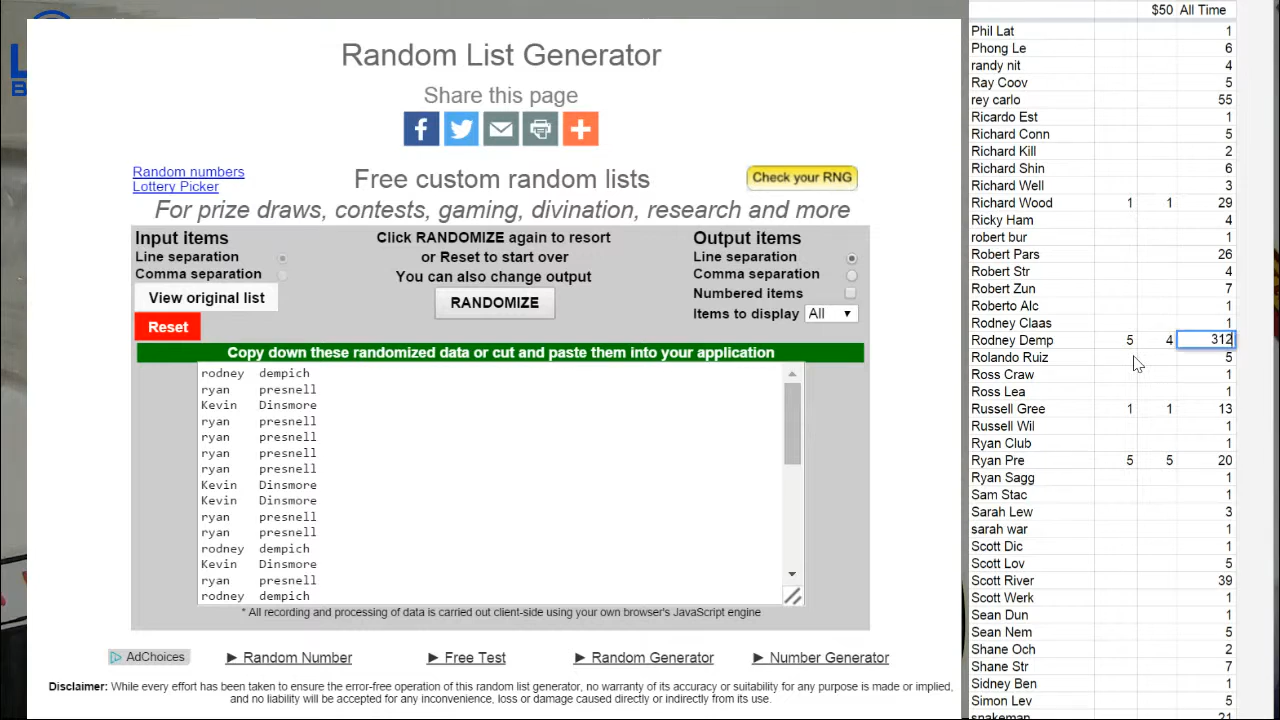 Random List Generator
Share this page
Random numbers
Lottery Picker
Free custom random lists
Check your RNG
For prize draws, contests, gaming, divination, research and more
Input items
Line separation
Comma separation
View original list
Reset
Click RANDOMIZE again to resort
or Reset to start over
You can also change output
RANDOMIZE
Output items
Line separation
Comma separation
Numbered items
Items to display All
Copy down these randomized data or cut and paste them into your application
rodney dempich
ryan presnell
Kevin Dinsmore
ryan presnell
ryan presnell
ryan presnell
ryan presnell
Kevin Dinsmore
Kevin Dinsmore
ryan presnell
ryan presnell
rodney dempich
Kevin Dinsmore
ryan presnell
rodney dempich
* All recording and processing of data is carried out client-side using your own browser's JavaScript engine
AdChoices
► Random Number
► Free Test
► Random Generator
► Number Generator
Disclaimer: While every effort has been taken to ensure the error-free operation of this random list generator, no warranty of its accuracy or suitability for any purpose is made or implied,
and no liability will be accepted for any inconvenience, loss or damage caused directly or indirectly from its use.
$50 All Time
Phil Lat 1
Phong Le 6
randy nit 4
Ray Coov 5
rey carlo 55
Ricardo Est 1
Richard Conn 5
Richard Kill 2
Richard Shin 6
Richard Well 3
Richard Wood 1 1 29
Ricky Ham 4
robert bur 1
Robert Pars 26
Robert Str 4
Robert Zun 7
Roberto Alc 1
Rodney Claas 1
Rodney Demp 5 4 312
Rolando Ruiz 5
Ross Craw 1
Ross Lea 1
Russell Gree 1 1 13
Russell Wil 1
Ryan Club 1
Ryan Pre 5 5 20
Ryan Sagg 1
Sam Stac 1
Sarah Lew 3
sarah war 1
Scott Dic 1
Scott Lov 5
Scott River 39
Scott Werk 1
Sean Dun 1
Sean Nem 5
Shane Och 2
Shane Str 7
Sidney Ben 1
Simon Lev 5
snakeman 21